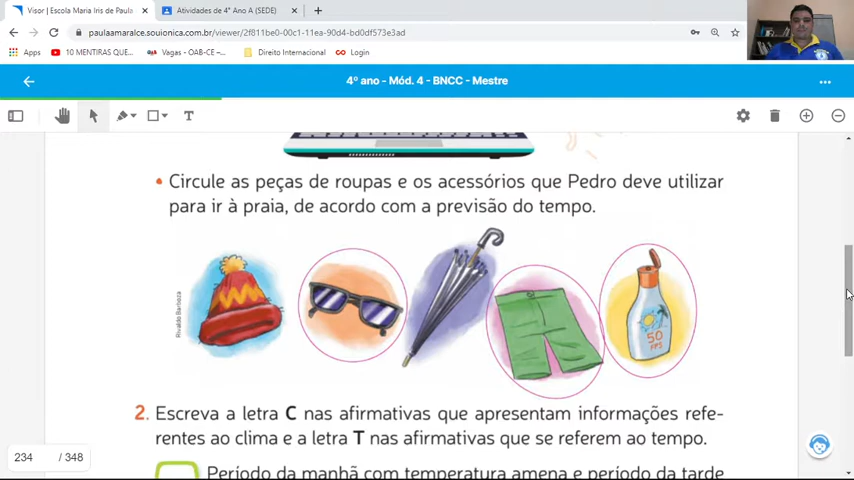 Visor | Escola Maria Iris de Paula
Atividades de 4° Ano A (SEDE)
paulaamaralce.souionica.com.br/viewer/2f811be0-00c1-11ea-90d4-bd0df573e3ad
Apps
10 MENTIRAS QUE...
Vagas - OAB-CE –...
Direito Internacional
Login
4º ano - Mód. 4 - BNCC - Mestre
• Circule as peças de roupas e os acessórios que Pedro deve utilizar
para ir à praia, de acordo com a previsão do tempo.
Rivaldo Barboza
50
FPS
2. Escreva a letra C nas afirmativas que apresentam informações refe-
rentes ao clima e a letra T nas afirmativas que se referem ao tempo.
Período da manhã com temperatura amena e período da tarde
234 / 348